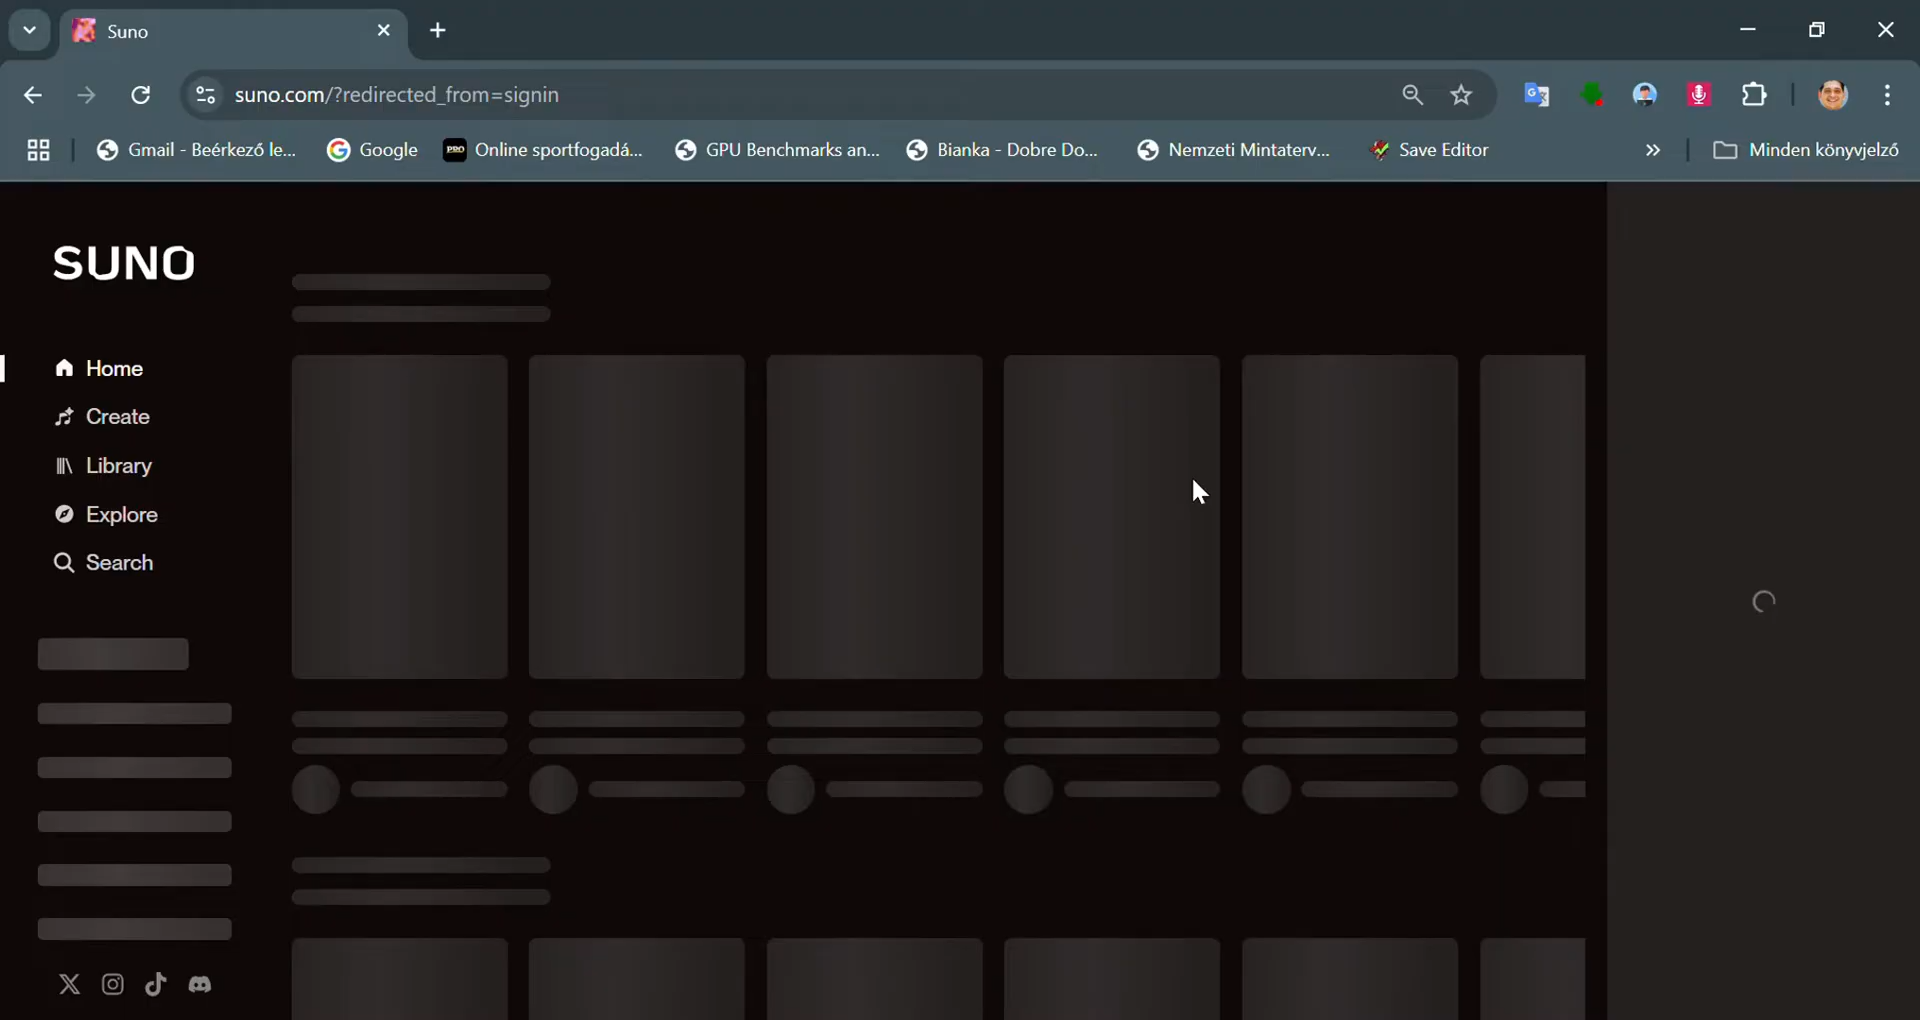 Suno
suno.com/?redirected_from=signin
Gmail - Beérkező le... Google PRO Online sportfogadá... GPU Benchmarks an... Bianka - Dobre Do... Nemzeti Mintaterv... Save Editor » Minden könyvjelző
SUNO
Home
Create
Library
Explore
Search